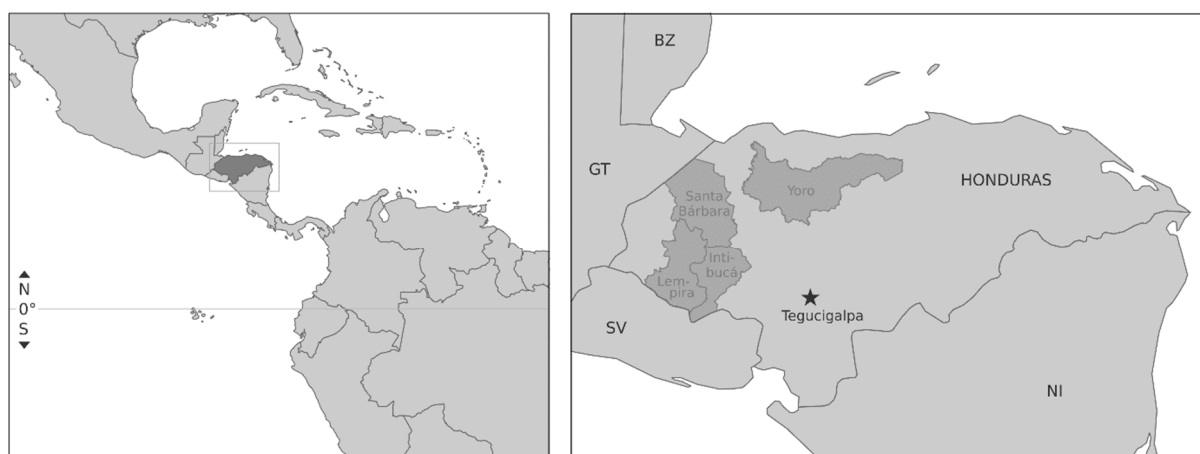 N
0°
S
BZ
GT
HONDURAS
Yoro
Santa
Bárbara
Inti-
bucá
Lem-
pira
Tegucigalpa
SV
NI